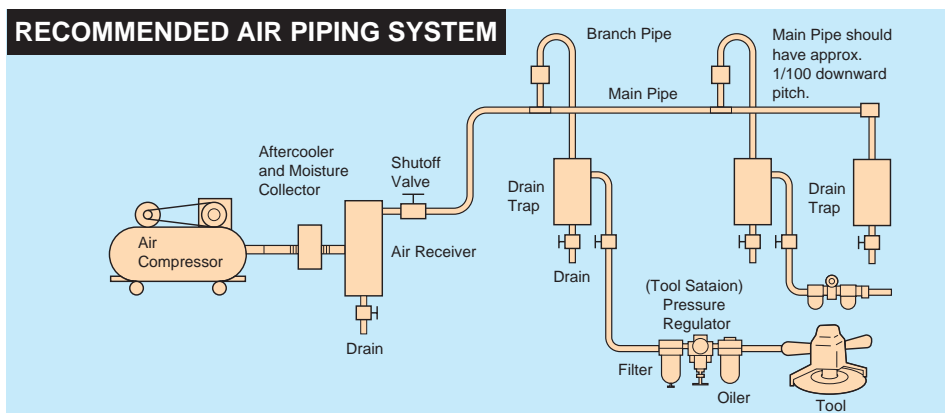 RECOMMENDED AIR PIPING SYSTEM
Branch Pipe
Main Pipe should
have approx.
1/100 downward
pitch.
Main Pipe
Aftercooler
and Moisture
Collector
Shutoff
Valve
Drain
Trap
Drain
Trap
Air
Compressor
Air Receiver
Drain
(Tool Sataion)
Pressure
Regulator
Drain
Filter
Oiler
Tool